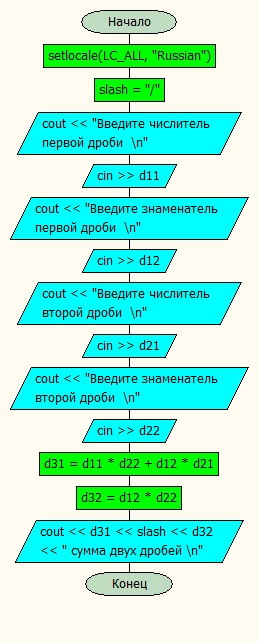 Начало
setlocale(LC_ALL, "Russian")
slash = "/"
cout << "Введите числитель
первой дроби  \n"
cin >> d11
cout << "Введите знаменатель
первой дроби  \n"
cin >> d12
cout << "Введите числитель
второй дроби  \n"
cin >> d21
cout << "Введите знаменатель
второй дроби  \n"
cin >> d22
d31 = d11 * d22 + d12 * d21
d32 = d12 * d22
cout << d31 << slash << d32
<< " сумма двух дробей \n"
Конец